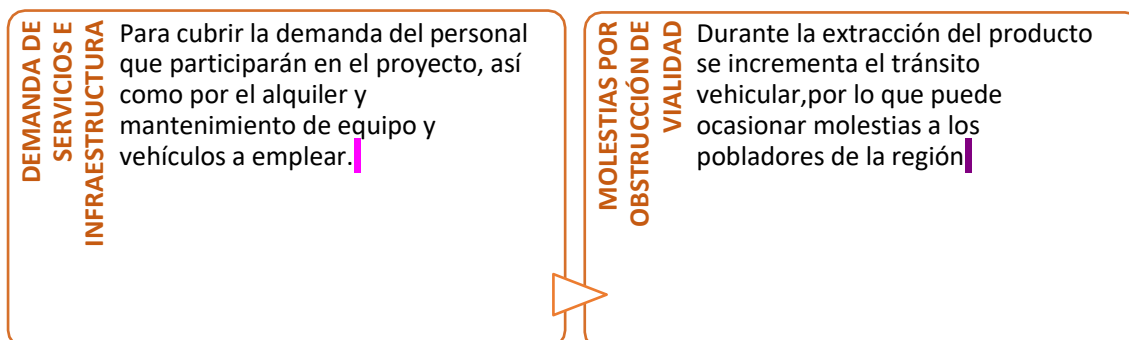 DEMANDA DE
SERVICIOS E
INFRAESTRUCTURA
Para cubrir la demanda del personal
que participarán en el proyecto, así
como por el alquiler y
mantenimiento de equipo y
vehículos a emplear.
MOLESTIAS POR
OBSTRUCCIÓN DE
VIALIDAD
Durante la extracción del producto
se incrementa el tránsito
vehicular,por lo que puede
ocasionar molestias a los
pobladores de la región